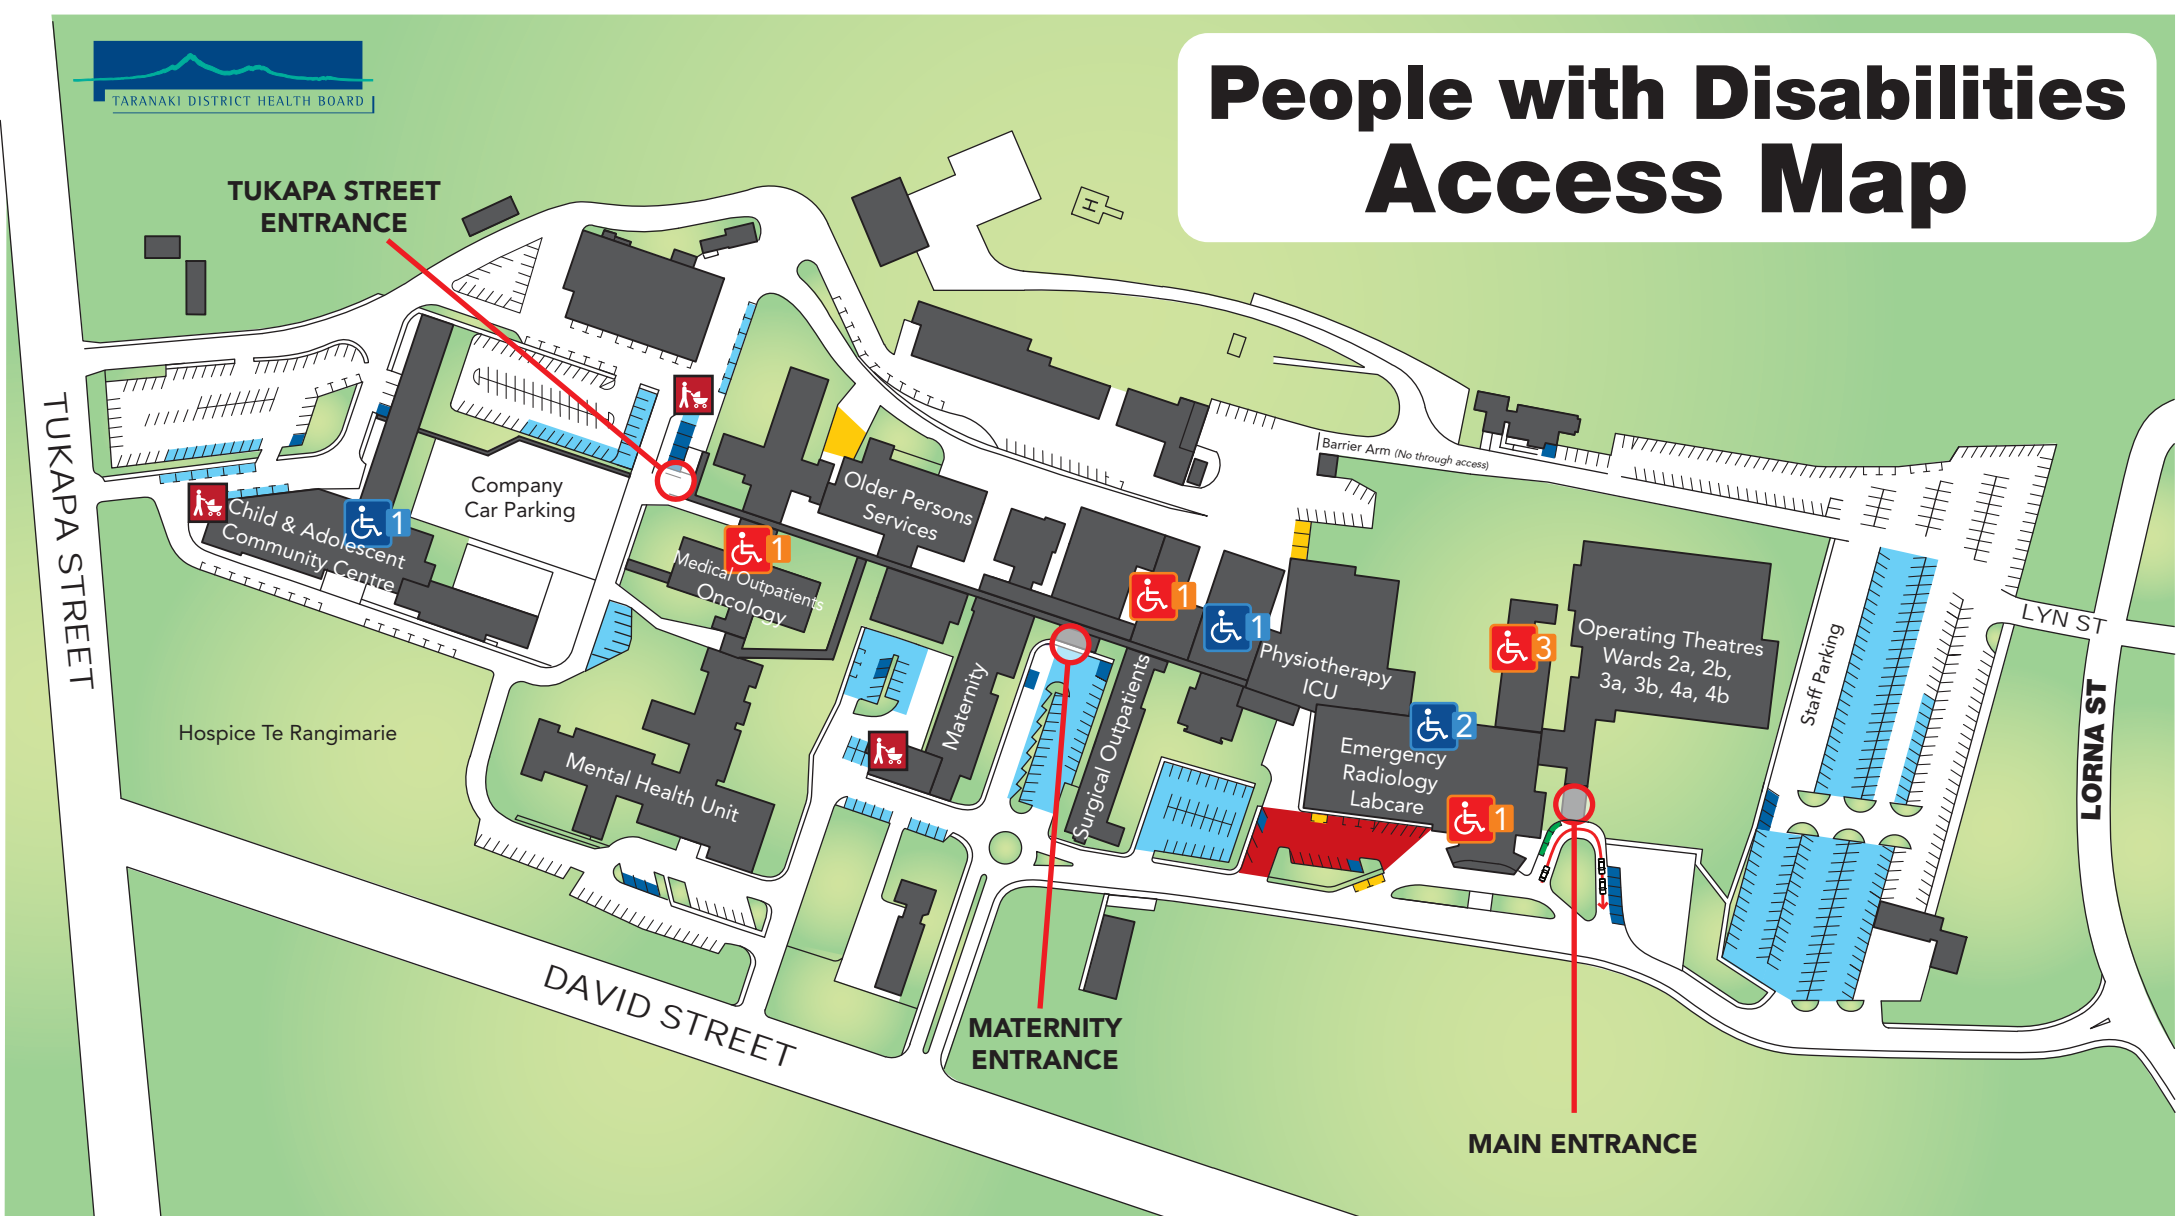 TARANAKI DISTRICT HEALTH BOARD
People with Disabilities
Access Map
TUKAPA STREET
ENTRANCE
H
TUKAPA STREET
Barrier Arm (No through access)
Company
Car Parking
Older Persons
Services
Child & Adolescent
Community Centre
1
Medical Outpatients
Oncology
1
1
1
Physiotherapy
ICU
3
Operating Theatres
Wards 2a, 2b,
3a, 3b, 4a, 4b
Staff Parking
LYN ST
LORNA ST
Hospice Te Rangimarie
Mental Health Unit
Maternity
Surgical Outpatients
2
Emergency
Radiology
Labcare
1
DAVID STREET
MATERNITY
ENTRANCE
MAIN ENTRANCE